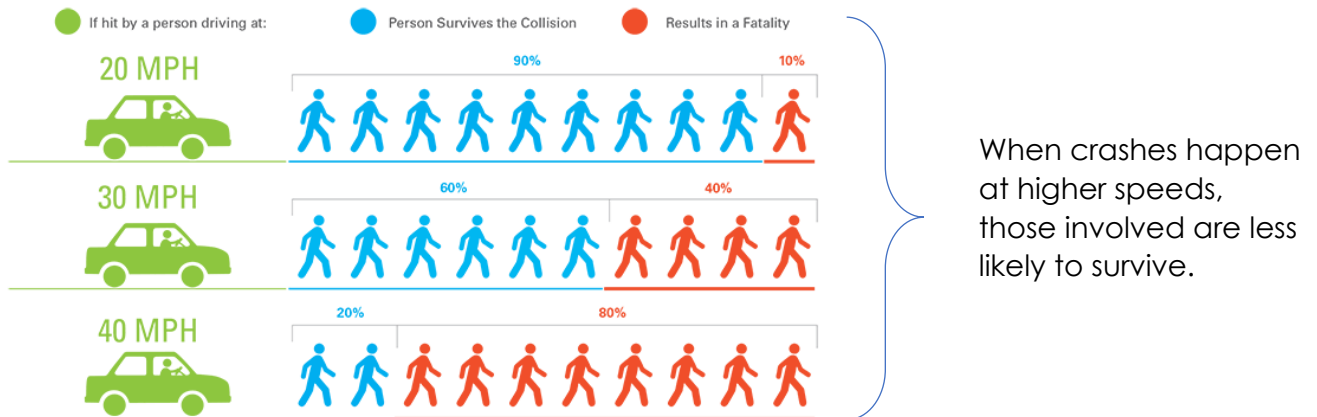 If hit by a person driving at:
Person Survives the Collision
Results in a Fatality
20 MPH
90%
10%
30 MPH
60%
40%
40 MPH
20%
80%
When crashes happen
at higher speeds,
those involved are less
likely to survive.